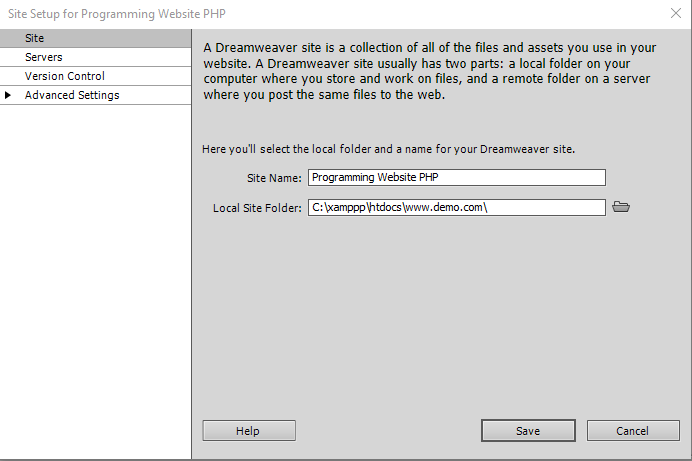 Site Setup for Programming Website PHP
Site
Servers
Version Control
Advanced Settings
A Dreamweaver site is a collection of all of the files and assets you use in your
website. A Dreamweaver site usually has two parts: a local folder on your
computer where you store and work on files, and a remote folder on a server
where you post the same files to the web.
Here you'll select the local folder and a name for your Dreamweaver site.
Site Name: Programming Website PHP
Local Site Folder: C:\xamppp\htdocs\www.demo.com\
Help Save Cancel